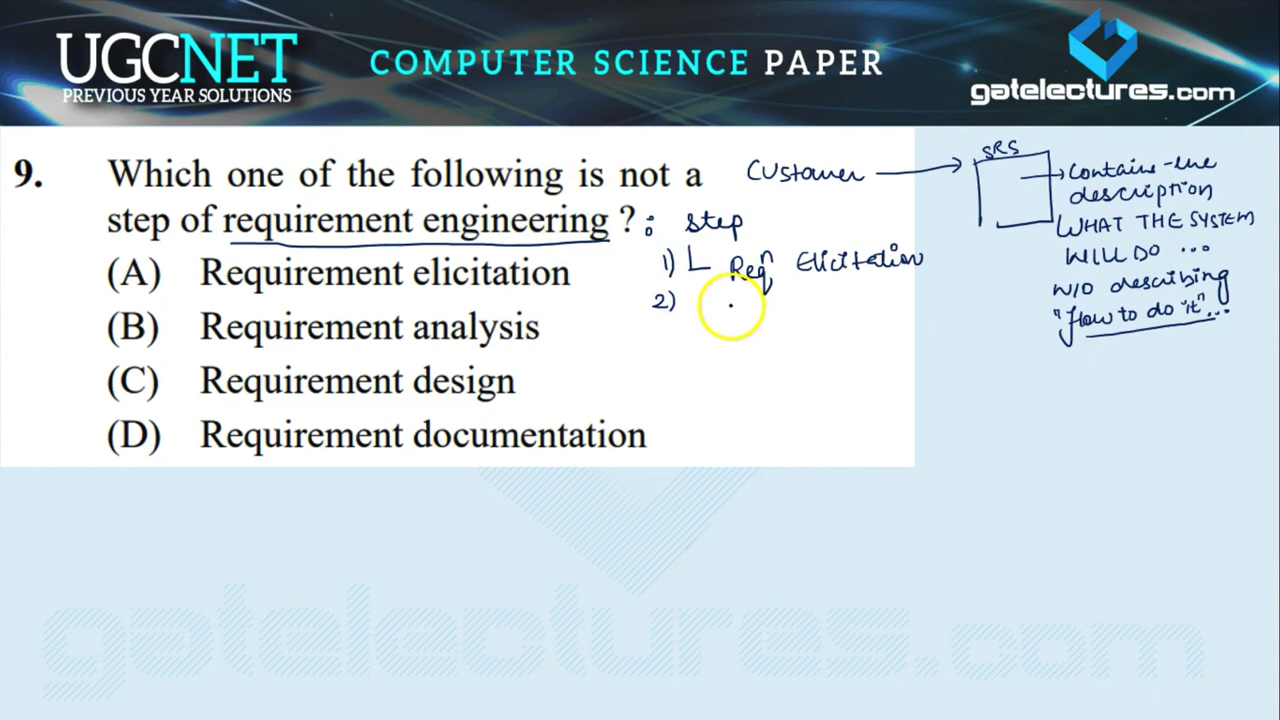 UGCNET
PREVIOUS YEAR SOLUTIONS
COMPUTER SCIENCE PAPER
gatelectures.com
9. Which one of the following is not a
step of requirement engineering ?
(A) Requirement elicitation
(B) Requirement analysis
(C) Requirement design
(D) Requirement documentation
: step
1) Reqn Elicitation
2)
Customer
SRS
Contains the
description
WHAT THE SYSTEM
WILL DO ...
W/O describing
"How to do it"...
gatelectures.com